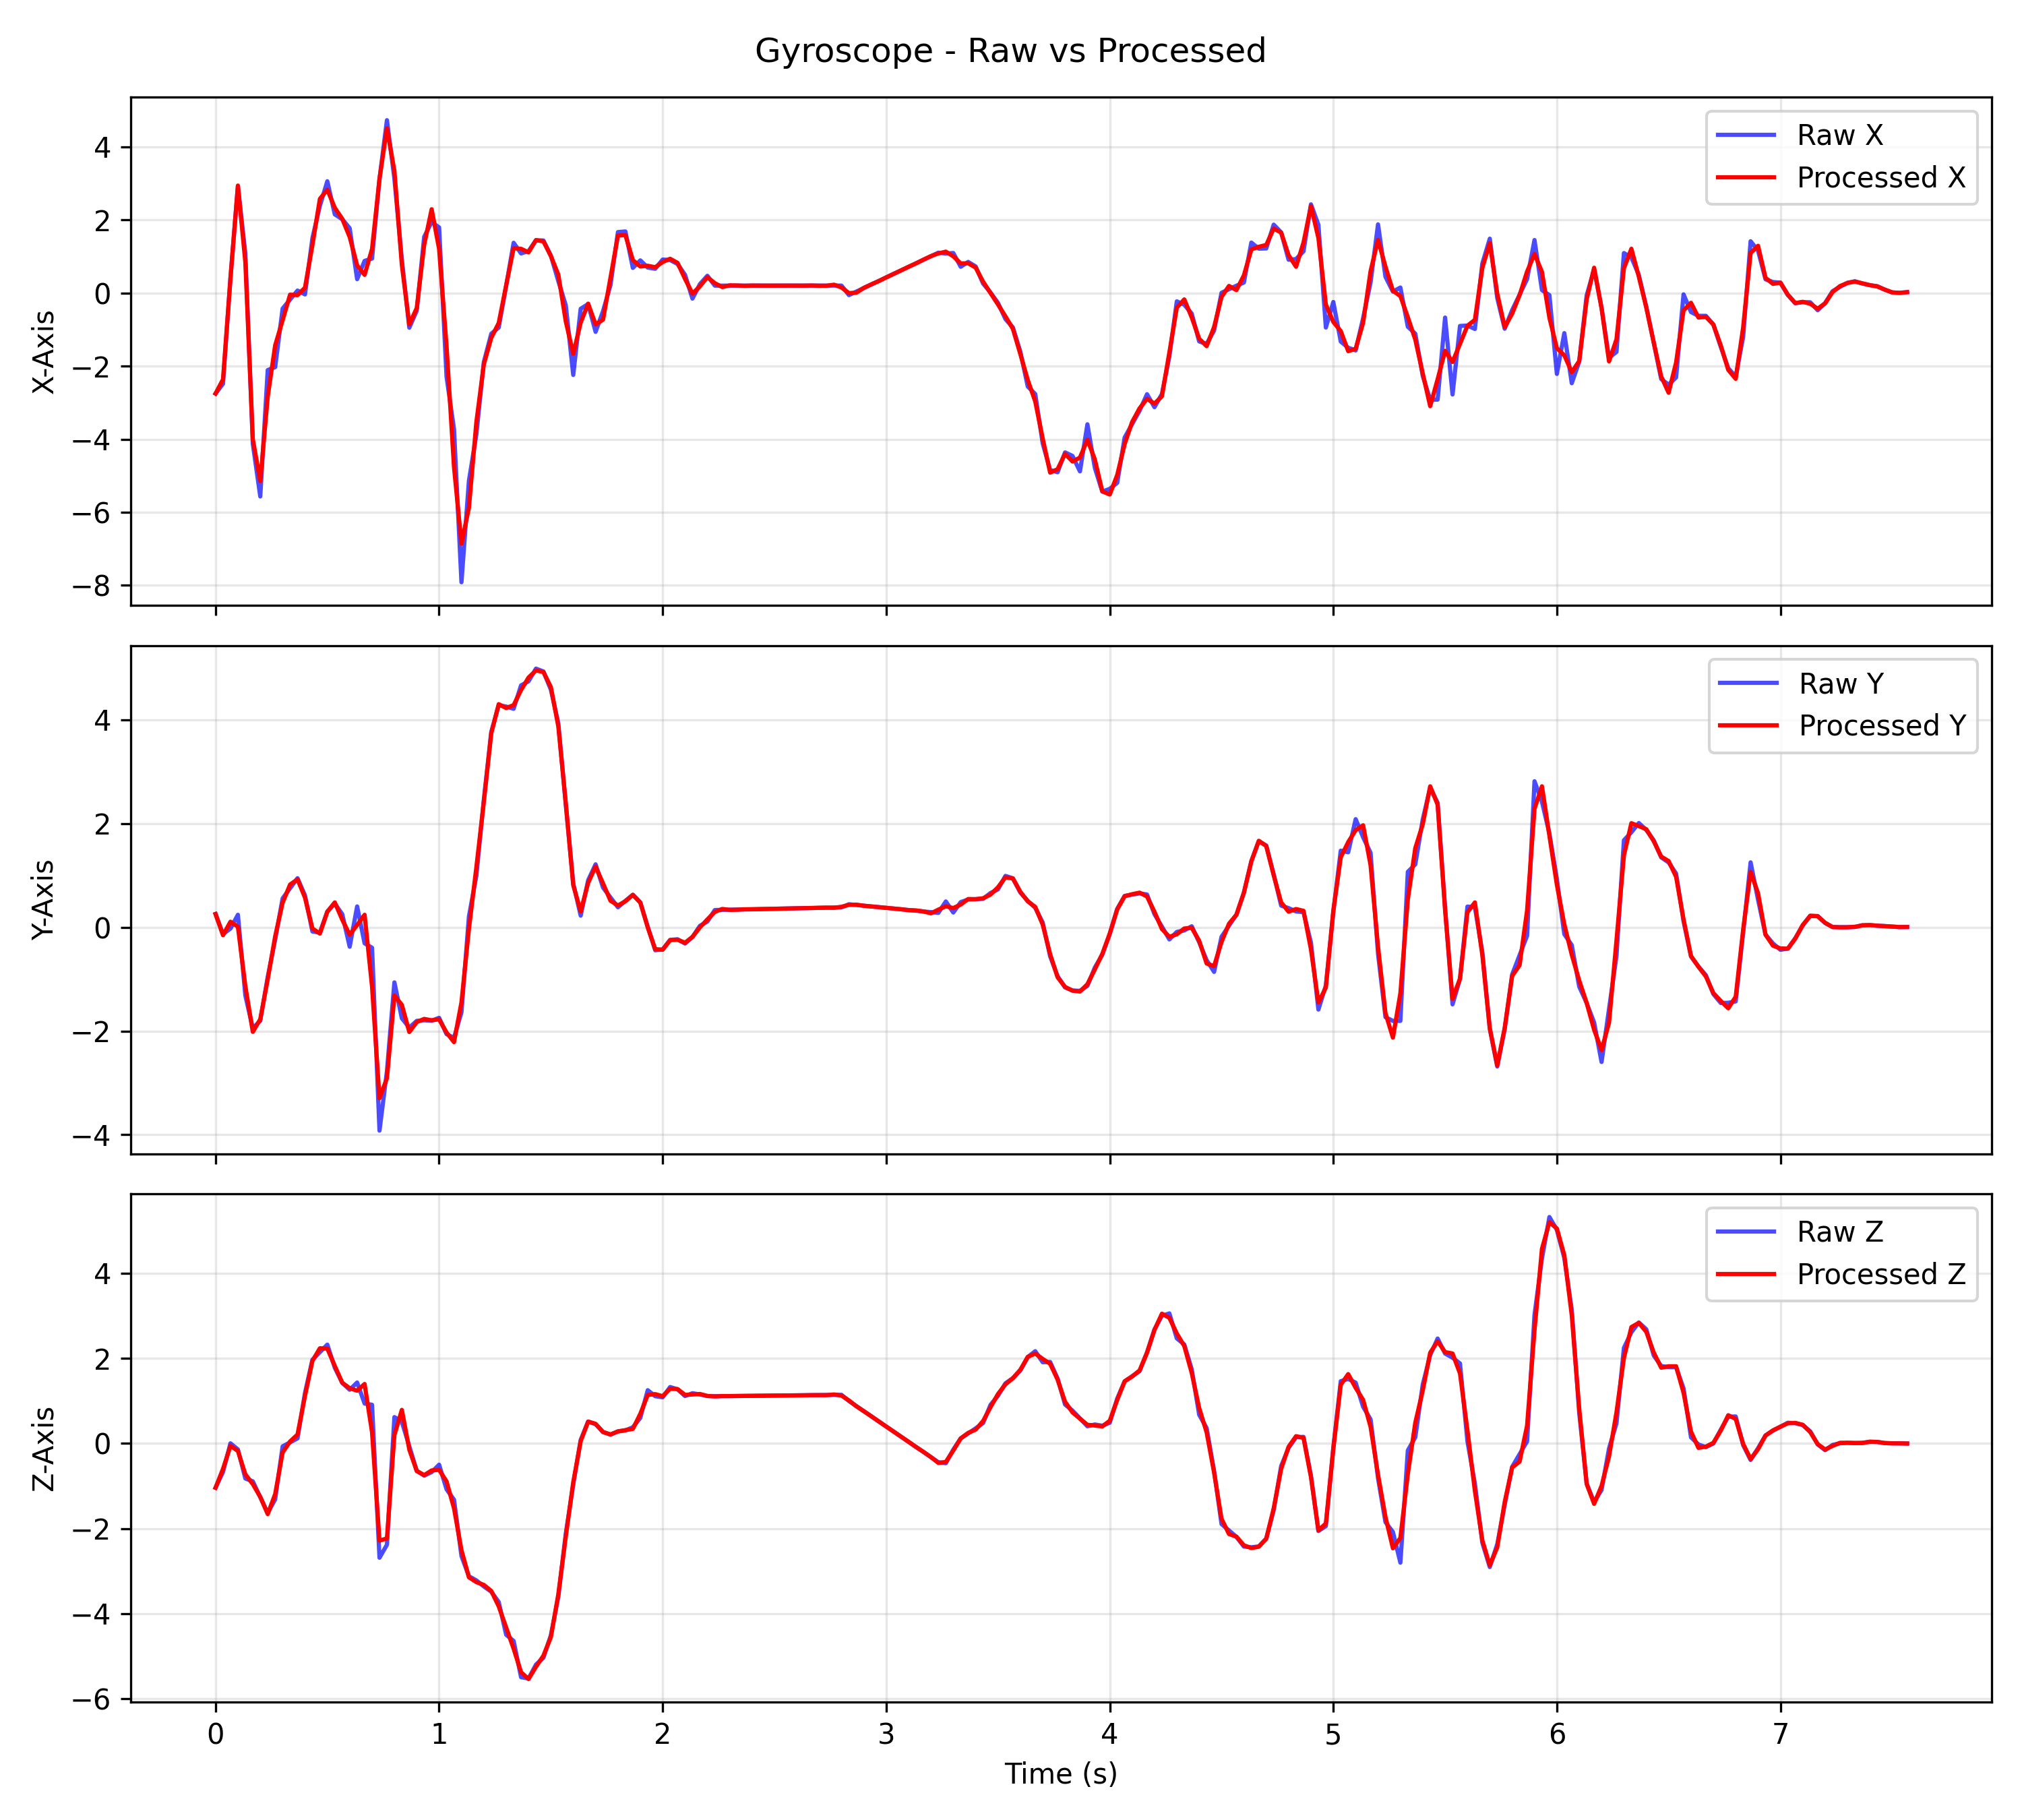 Gyroscope - Raw vs Processed
X-Axis
4
2
0
−2
−4
−6
−8
Raw X
Processed X
Y-Axis
4
2
0
−2
−4
Raw Y
Processed Y
Z-Axis
4
2
0
−2
−4
−6
Raw Z
Processed Z
0 1 2 3 4 5 6 7
Time (s)